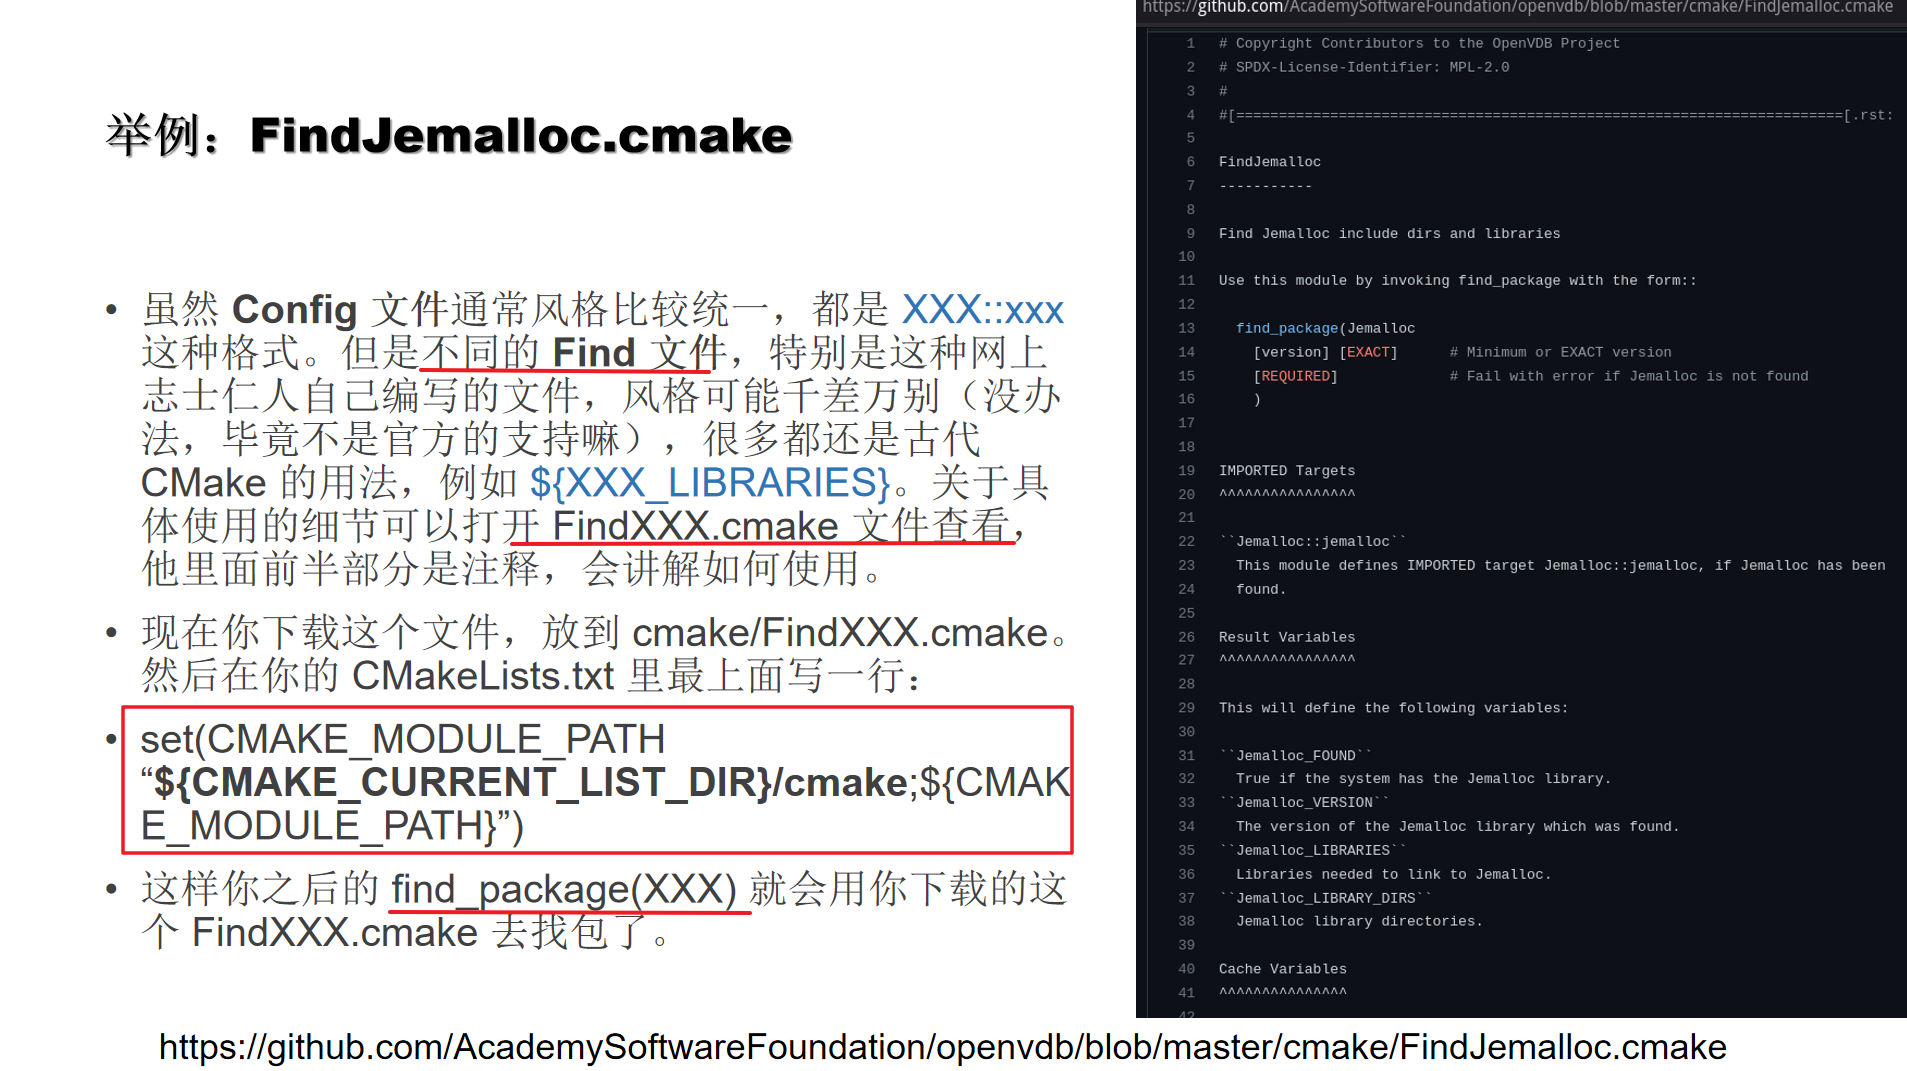 举例：FindJemalloc.cmake
• 虽然 Config 文件通常风格比较统一，都是 XXX::xxx
这种格式。但是不同的 Find 文件，特别是这种网上
志士仁人自己编写的文件，风格可能千差万别（没办
法，毕竟不是官方的支持嘛），很多都还是古代
CMake 的用法，例如 ${XXX_LIBRARIES}。关于具
体使用的细节可以打开 FindXXX.cmake 文件查看，
他里面前半部分是注释，会讲解如何使用。
• 现在你下载这个文件，放到 cmake/FindXXX.cmake。
然后在你的 CMakeLists.txt 里最上面写一行：
• set(CMAKE_MODULE_PATH
“${CMAKE_CURRENT_LIST_DIR}/cmake;${CMAK
E_MODULE_PATH}”)
• 这样你之后的 find_package(XXX) 就会用你下载的这
个 FindXXX.cmake 去找包了。
https://github.com/AcademySoftwareFoundation/openvdb/blob/master/cmake/FindJemalloc.cmake
1 # Copyright Contributors to the OpenVDB Project
2 # SPDX-License-Identifier: MPL-2.0
3 #
4 #[=======================================================================[.rst:
5
6 FindJemalloc
7 -----------
8
9 Find Jemalloc include dirs and libraries
10
11 Use this module by invoking find_package with the form::
12
13 find_package(Jemalloc
14 [version] [EXACT] # Minimum or EXACT version
15 [REQUIRED] # Fail with error if Jemalloc is not found
16 )
17
18
19 IMPORTED Targets
20 ^^^^^^^^^^^^^^^^
21
22 ``Jemalloc::jemalloc``
23 This module defines IMPORTED target Jemalloc::jemalloc, if Jemalloc has been
24 found.
25
26 Result Variables
27 ^^^^^^^^^^^^^^^^
28
29 This will define the following variables:
30
31 ``Jemalloc_FOUND``
32 True if the system has the Jemalloc library.
33 ``Jemalloc_VERSION``
34 The version of the Jemalloc library which was found.
35 ``Jemalloc_LIBRARIES``
36 Libraries needed to link to Jemalloc.
37 ``Jemalloc_LIBRARY_DIRS``
38 Jemalloc library directories.
39
40 Cache Variables
41 ^^^^^^^^^^^^^^^
42
https://github.com/AcademySoftwareFoundation/openvdb/blob/master/cmake/FindJemalloc.cmake